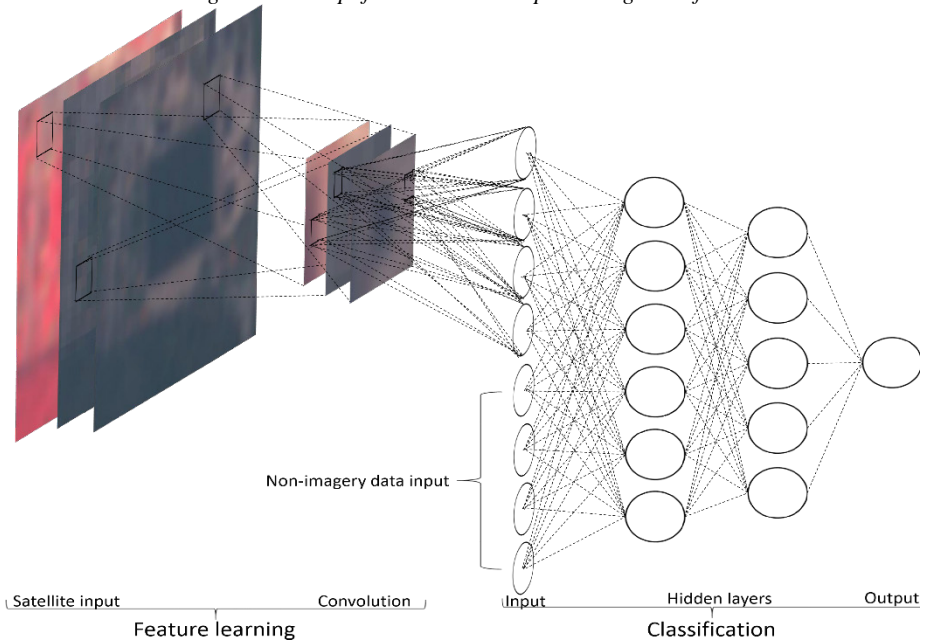 Non-imagery data input
Satellite input Convolution Input Hidden layers Output
Feature learning Classification